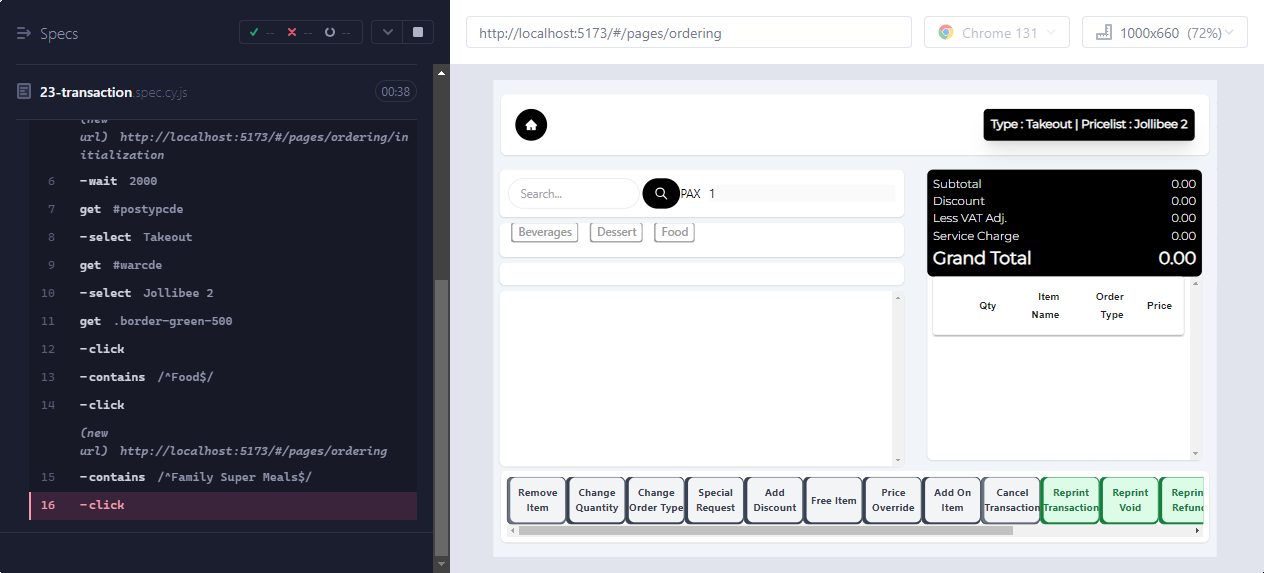 Specs
--
--
--
http://localhost:5173/#/pages/ordering
Chrome 131
1000x660 (72%)
23-transaction.spec.cy.js
00:38
(new
url) http://localhost:5173/#/pages/ordering/in
itialization
6 -wait 2000
7 get #postypcde
8 -select Takeout
9 get #warcde
10 -select Jollibee 2
11 get .border-green-500
12 -click
13 -contains /^Food$/
14 -click
(new
url) http://localhost:5173/#/pages/ordering
15 -contains /^Family Super Meals$/
16 -click
Type : Takeout | Pricelist : Jollibee 2
Search...
PAX 1
Beverages Dessert Food
Subtotal 0.00
Discount 0.00
Less VAT Adj. 0.00
Service Charge 0.00
Grand Total 0.00
Qty
Item
Name
Order
Type
Price
Remove
Item
Change
Quantity
Change
Order Type
Special
Request
Add
Discount
Free Item
Price
Override
Add On
Item
Cancel
Transaction
Reprint
Transaction
Reprint
Void
Reprin
Refund